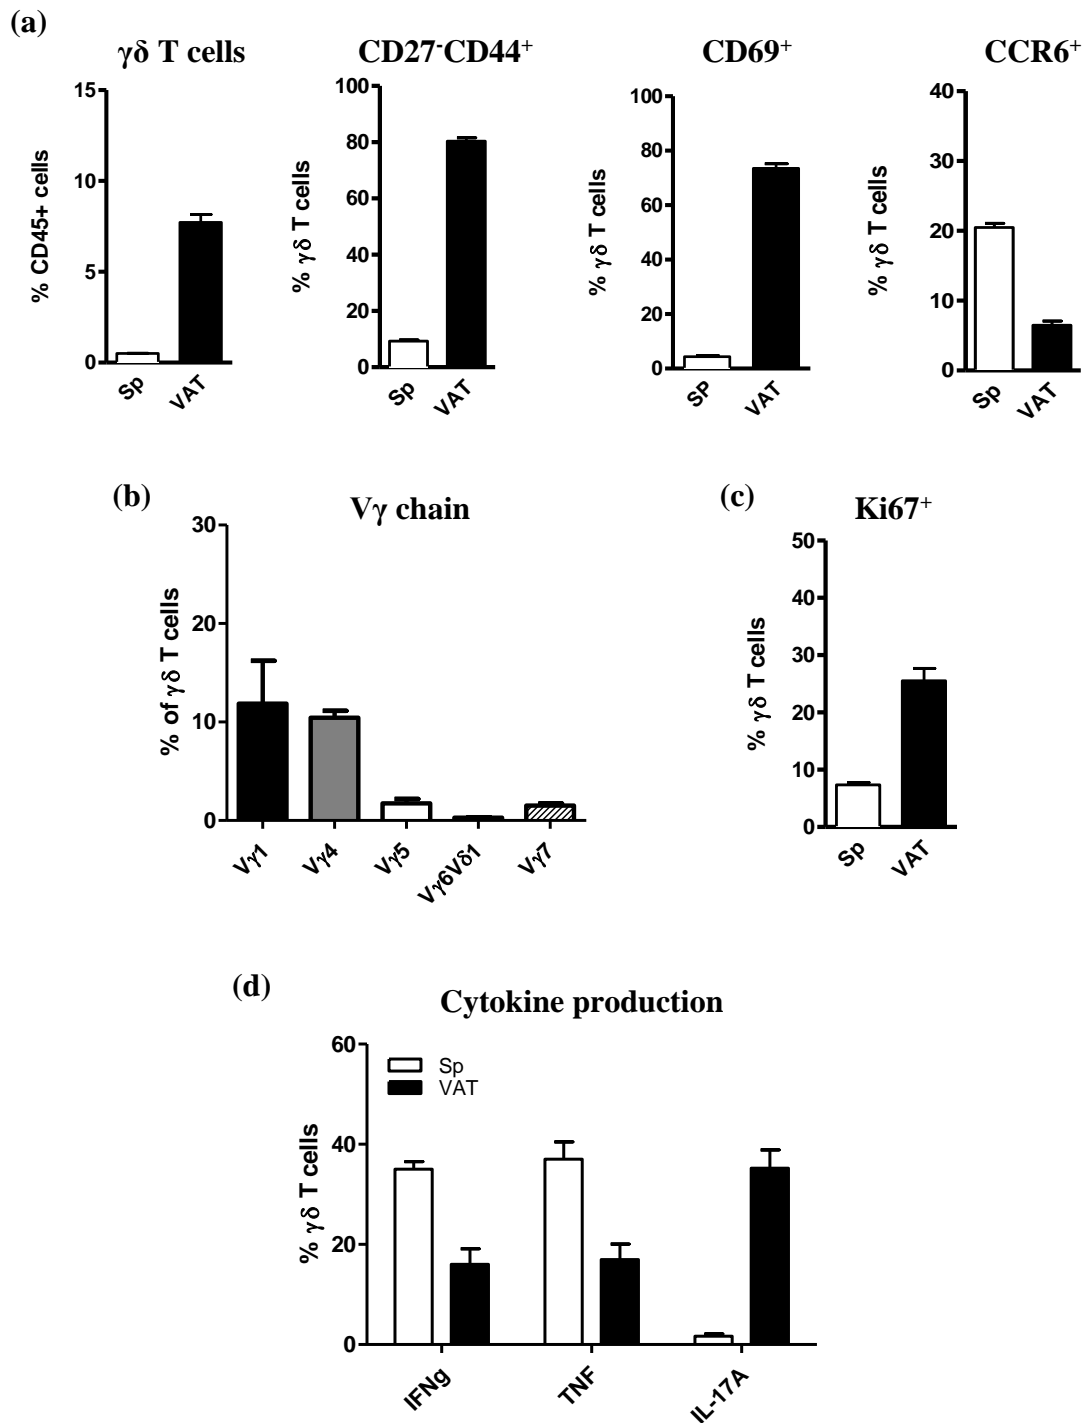 (a)
γδ T cells
CD27⁻CD44⁺
CD69⁺
CCR6⁺
% CD45+ cells
15
10
5
0
Sp
VAT
% γδ T cells
100
80
60
40
20
0
Sp
VAT
% γδ T cells
100
80
60
40
20
0
SP
VAT
% γδ T cells
40
30
20
10
0
Sp
VAT
(b)
Vγ chain
% of γδ T cells
30
20
10
0
Vγ1
Vγ4
Vγ5
Vγ6Vδ1
Vγ7
(c)
Ki67⁺
% γδ T cells
50
40
30
20
10
0
Sp
VAT
(d)
Cytokine production
% γδ T cells
60
40
20
0
Sp
VAT
IFNg
TNF
IL-17A